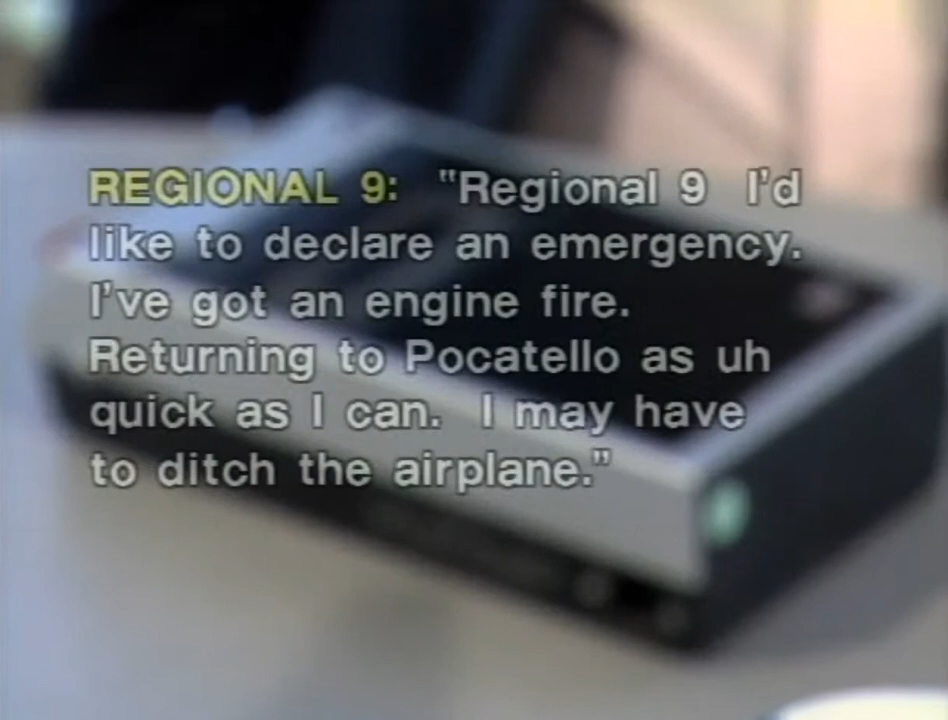 REGIONAL 9: "Regional 9 I'd
like to declare an emergency.
I've got an engine fire.
Returning to Pocatello as uh
quick as I can. I may have
to ditch the airplane."